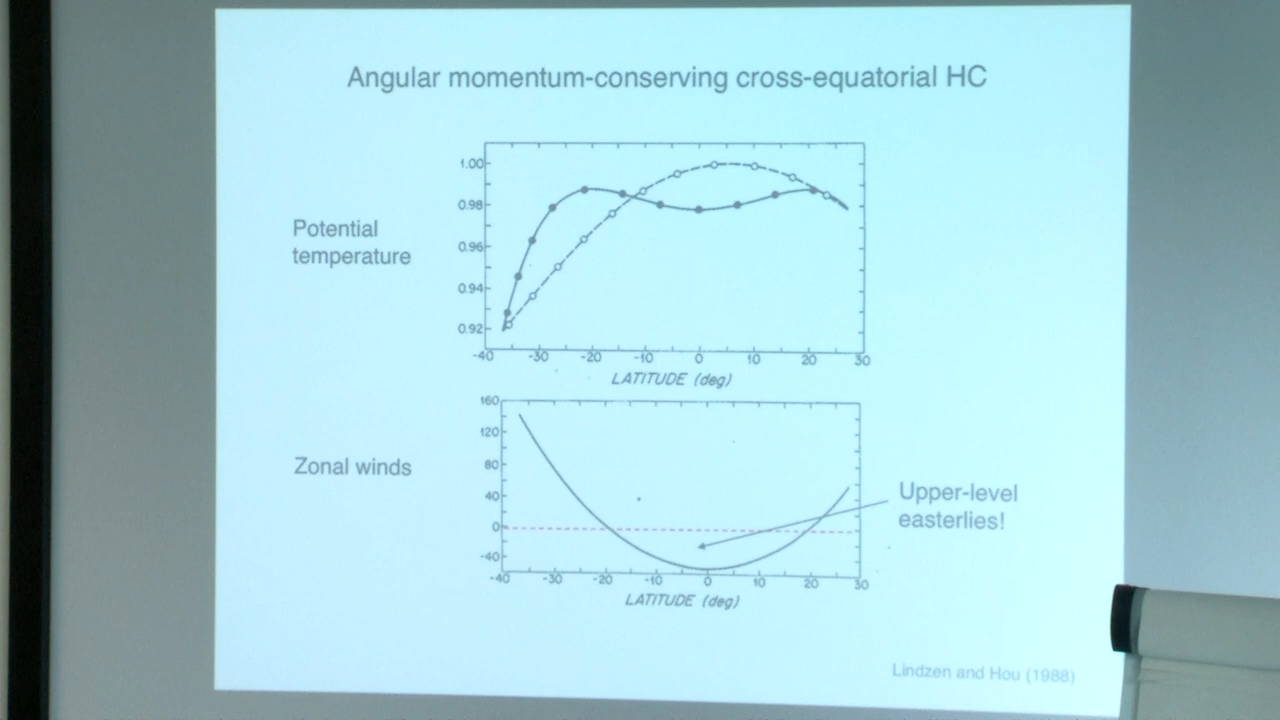 Angular momentum-conserving cross-equatorial HC
Potential
temperature
1.00
0.98
0.96
0.94
0.92
-40 -30 -20 -10 0 10 20 30
LATITUDE (deg)
Zonal winds
160
120
80
40
0
-40
-40 -30 -20 -10 0 10 20 30
LATITUDE (deg)
Upper-level
easterlies!
Lindzen and Hou (1988)